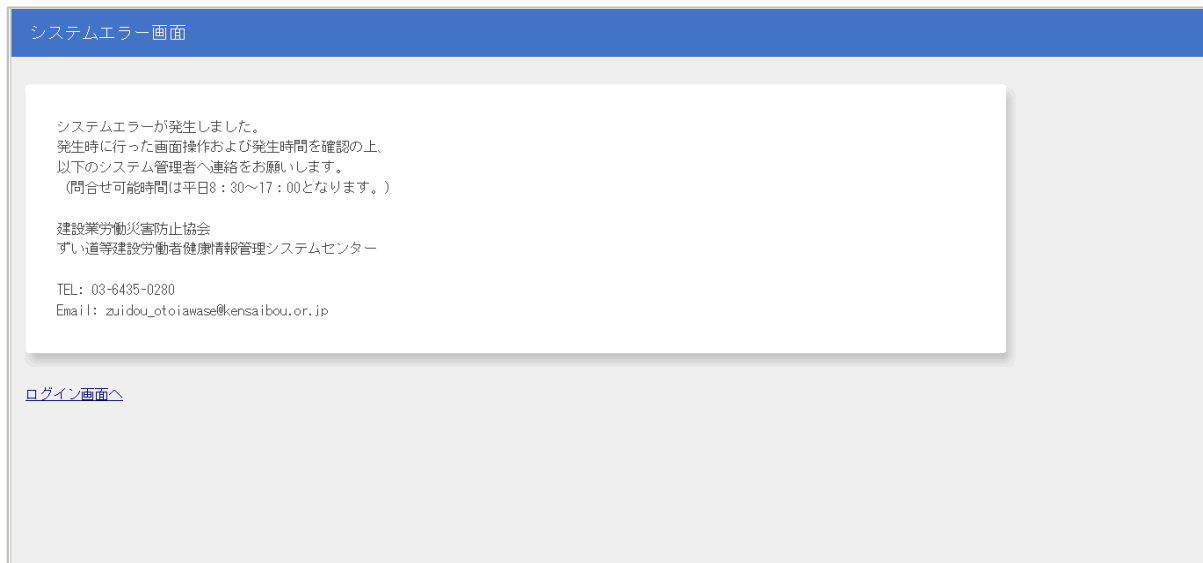 システムエラー画面
システムエラーが発生しました。
発生時に行った画面操作および発生時間を確認の上、
以下のシステム管理者へ連絡をお願いします。
（問合せ可能時間は平日8：30～17：00となります。）
建設業労働災害防止協会
ずい道等建設労働者健康情報管理システムセンター
TEL: 03-6435-0280
Email: zuidou_otoiawase@kensaibou.or.jp
ログイン画面へ